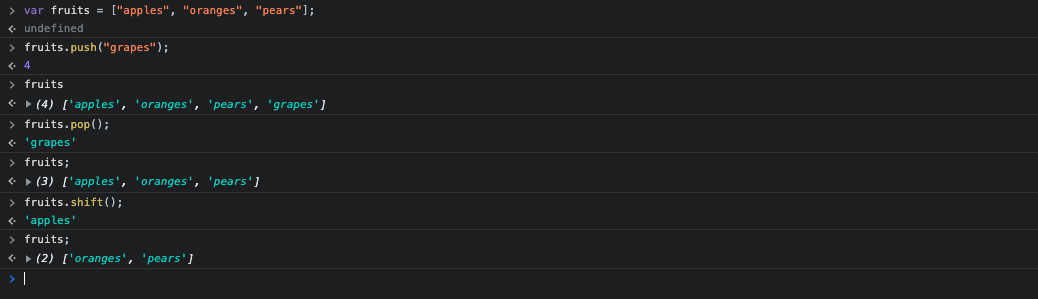 var fruits = ["apples", "oranges", "pears"];
undefined
fruits.push("grapes");
4
fruits
(4) ['apples', 'oranges', 'pears', 'grapes']
fruits.pop();
'grapes'
fruits;
(3) ['apples', 'oranges', 'pears']
fruits.shift();
'apples'
fruits;
(2) ['oranges', 'pears']